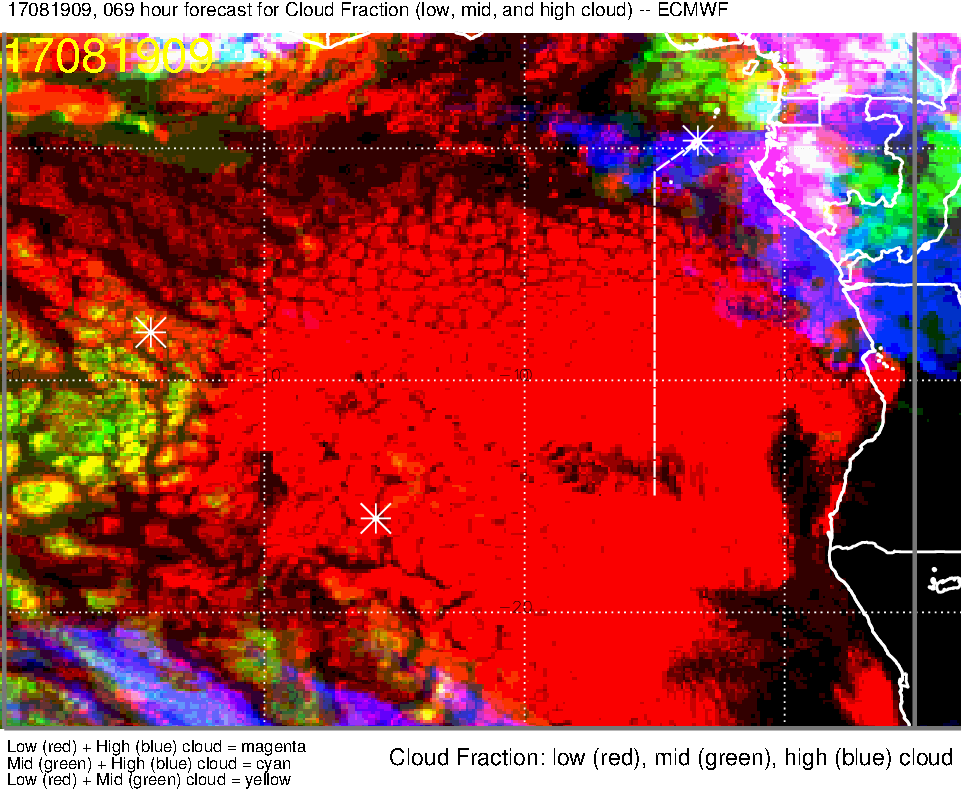 17081909, 069 hour forecast for Cloud Fraction (low, mid, and high cloud) -- ECMWF
17081909
Low (red) + High (blue) cloud = magenta
Mid (green) + High (blue) cloud = cyan
Low (red) + Mid (green) cloud = yellow
Cloud Fraction: low (red), mid (green), high (blue) cloud